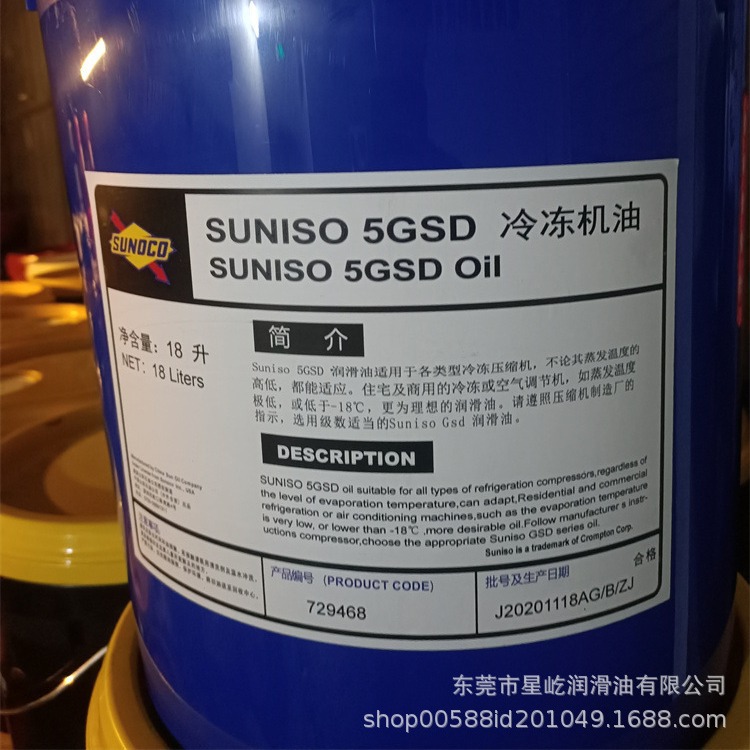 SUNOCO
SUNISO 5GSD 冷冻机油
SUNISO 5GSD Oil
净含量：18 升
NET：18 Liters
简 介
Suniso 5GSD 润滑油适用于各类型冷冻压缩机，不论其蒸发温度的
高低，都能适应。住宅及商用的冷冻或空气调节机，如蒸发温度
极低，或低于-18℃，更为理想的润滑油。请遵照压缩机制造厂的
指示，选用级数适当的Suniso Gsd 润滑油。
DESCRIPTION
SUNISO 5GSD oil suitable for all types of refrigeration compressors,regardless of
the level of evaporation temperature,can adapt,Residential and commercial
refrigeration or air conditioning machines,such as the evaporation temperature
is very low, or lower than -18℃ ,more desirable oil.Follow manufacturer s instr-
uctions compressor,choose the appropriate Suniso GSD series oil.
Suniso is a trademark of Crompton Corp.
注意事项：
产品编号 (PRODUCT CODE)
729468
批号及生产日期
合格
J20201118AG/B/ZJ
东莞市星屹润滑油有限公司
shop00588id201049.1688.com